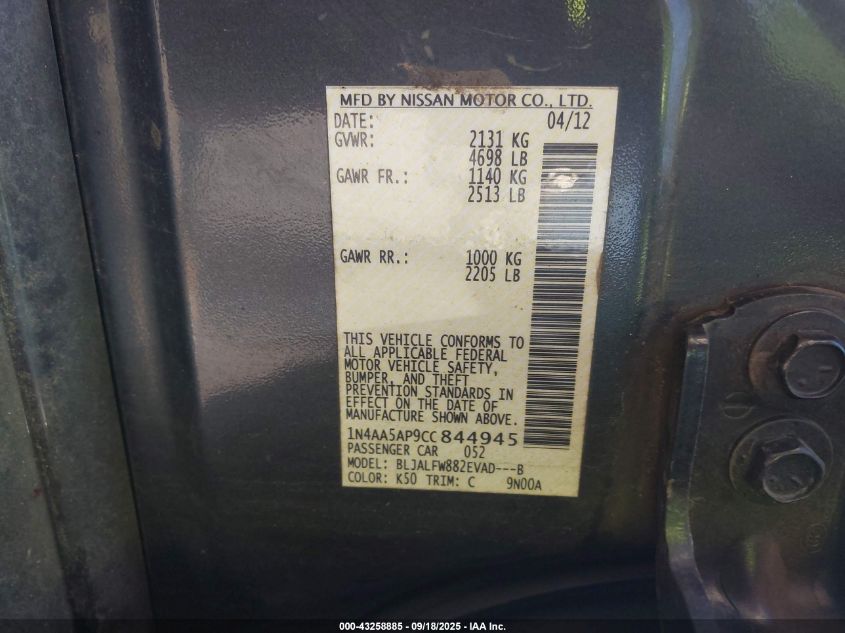 MFD BY NISSAN MOTOR CO., LTD.
DATE: 04/12
GVWR: 2131 KG
4698 LB
GAWR FR.: 1140 KG
2513 LB
GAWR RR.: 1000 KG
2205 LB
THIS VEHICLE CONFORMS TO
ALL APPLICABLE FEDERAL
MOTOR VEHICLE SAFETY,
BUMPER, AND THEFT
PREVENTION STANDARDS IN
EFFECT ON THE DATE OF
MANUFACTURE SHOWN ABOVE.
1N4AA5AP9CC844945
PASSENGER CAR 052
MODEL: BLJALFW882EVAD---B
COLOR: K50 TRIM: C 9N00A
000-43258885 - 09/18/2025 - IAA Inc.